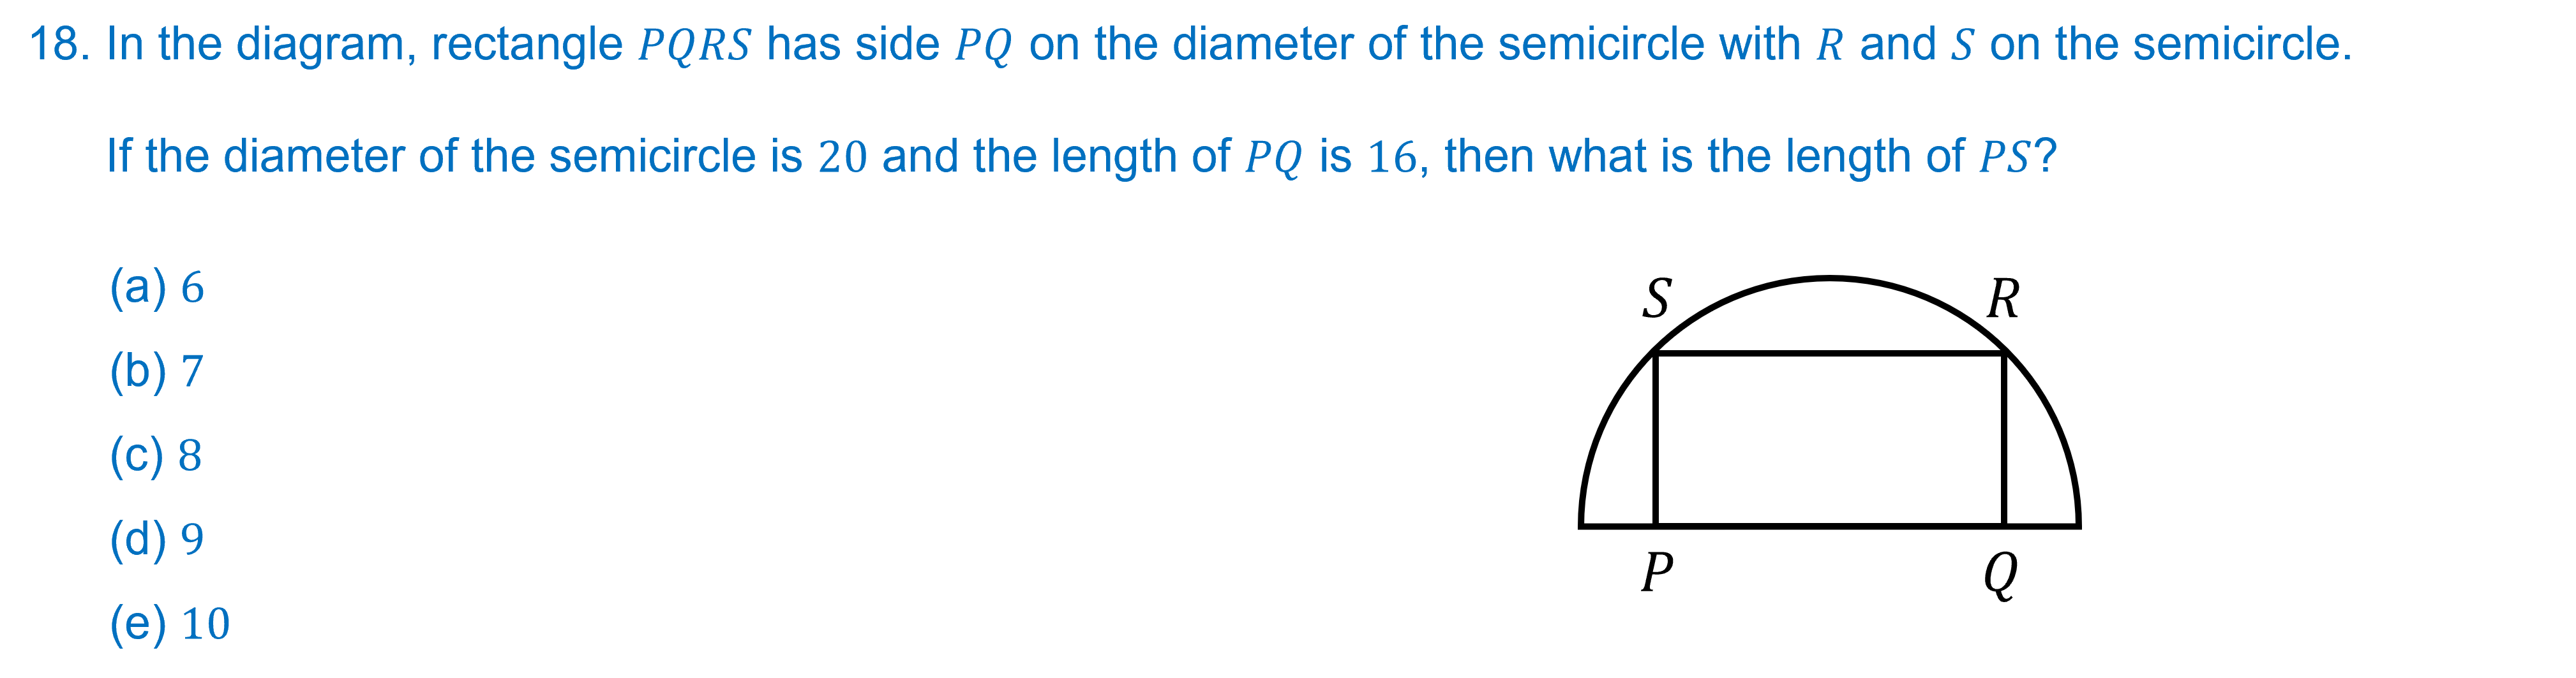 18. In the diagram, rectangle PQRS has side PQ on the diameter of the semicircle with R and S on the semicircle.
If the diameter of the semicircle is 20 and the length of PQ is 16, then what is the length of PS?
(a) 6
(b) 7
(c) 8
(d) 9
(e) 10
S R
P Q